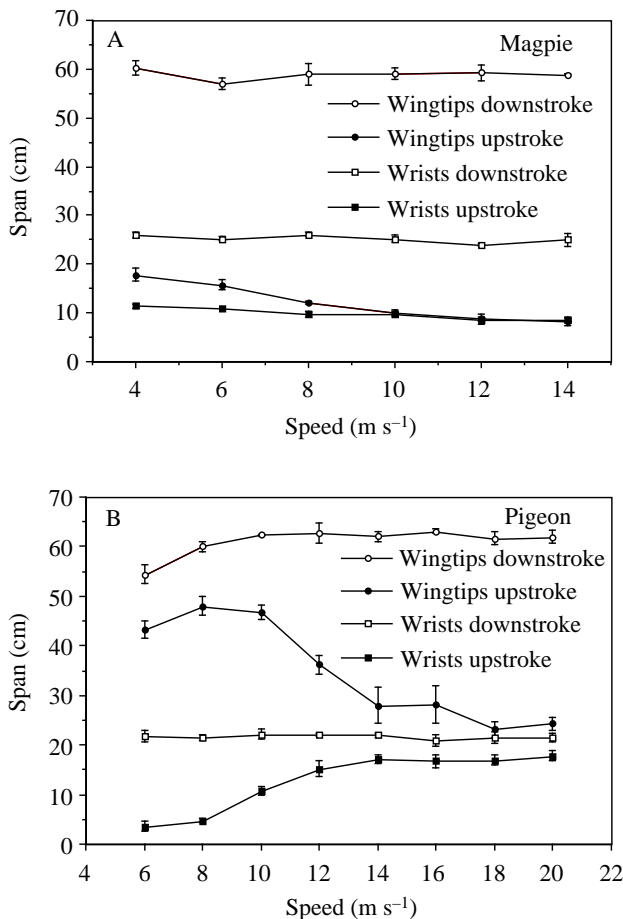 A
Magpie
Span (cm)
70
60
50
40
30
20
10
0
Wingtips downstroke
Wingtips upstroke
Wrists downstroke
Wrists upstroke
4 6 8 10 12 14
Speed (m s⁻¹)
B
Pigeon
Span (cm)
70
60
50
40
30
20
10
0
Wingtips downstroke
Wingtips upstroke
Wrists downstroke
Wrists upstroke
4 6 8 10 12 14 16 18 20 22
Speed (m s⁻¹)